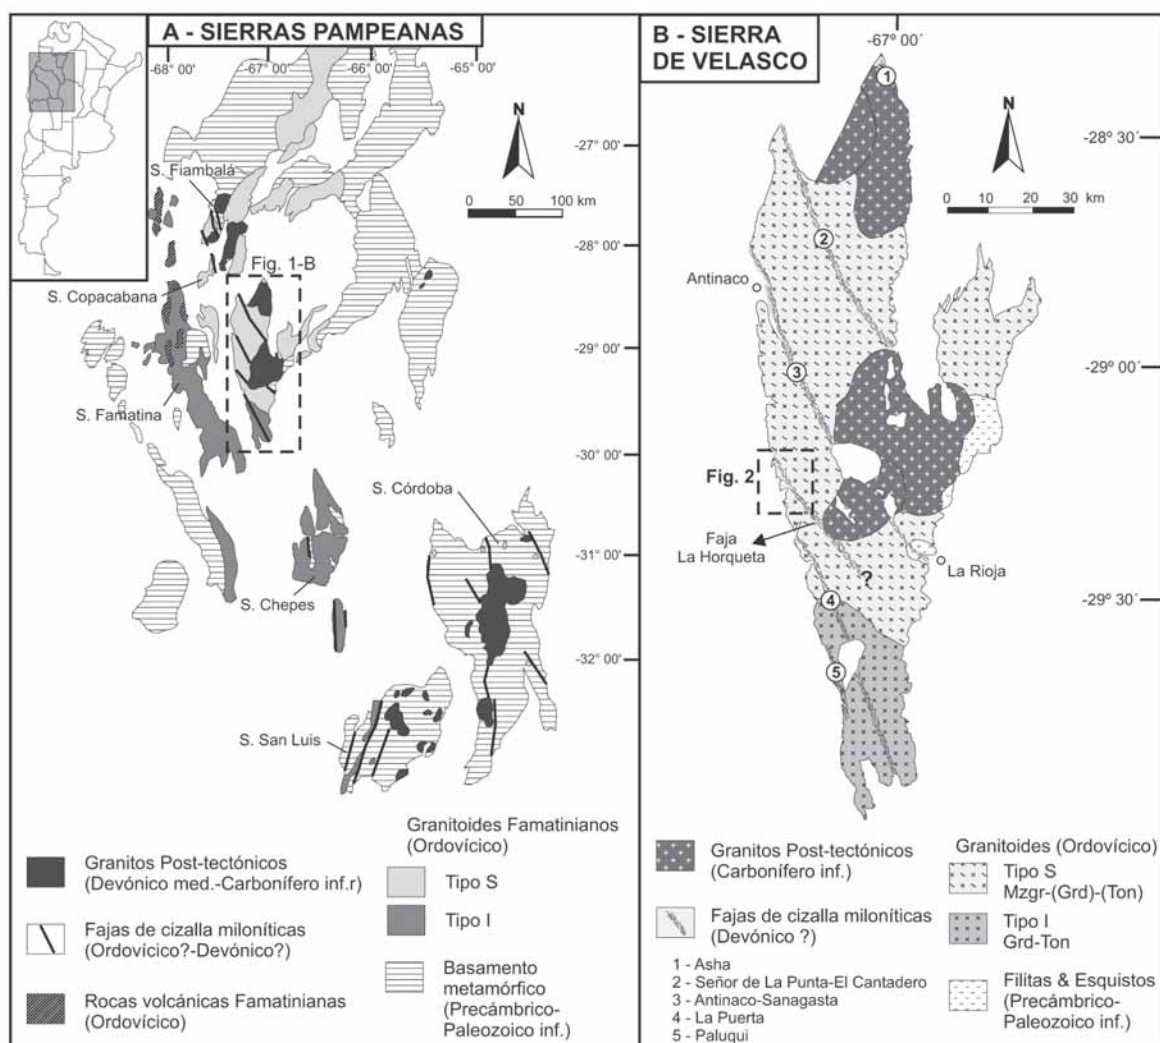 A - SIERRAS PAMPEANAS
-68° 00'
-67° 00'
-66° 00'
-65° 00'
-27° 00'
-28° 00'
-29° 00'
-30° 00'
-31° 00'
-32° 00'
N
0 50 100 km
S. Fiambalá
Fig. 1-B
S. Copacabana
S. Famatina
S. Córdoba
S. Chepes
S. San Luis
Granitos Post-tectónicos
(Devónico med.-Carbonífero inf.r)
Fajas de cizalla miloníticas
(Ordovícico?-Devónico?)
Rocas volcánicas Famatinianas
(Ordovícico)
Granitoides Famatinianos
(Ordovícico)
Tipo S
Tipo I
Basamento
metamórfico
(Precámbrico-
Paleozoico inf.)
B - SIERRA
DE VELASCO
-67° 00'
-28° 30'
-29° 00'
-29° 30'
N
0 10 20 30 km
1
2
Antinaco
3
Fig. 2
Faja
La Horqueta
?
La Rioja
4
5
Granitos Post-tectónicos
(Carbonífero inf.)
Fajas de cizalla miloníticas
(Devónico ?)
1 - Asha
2 - Señor de La Punta-El Cantadero
3 - Antinaco-Sanagasta
4 - La Puerta
5 - Paluqui
Granitoides (Ordovícico)
Tipo S
Mzgr-(Grd)-(Ton)
Tipo I
Grd-Ton
Filitas & Esquistos
(Precámbrico-
Paleozoico inf.)